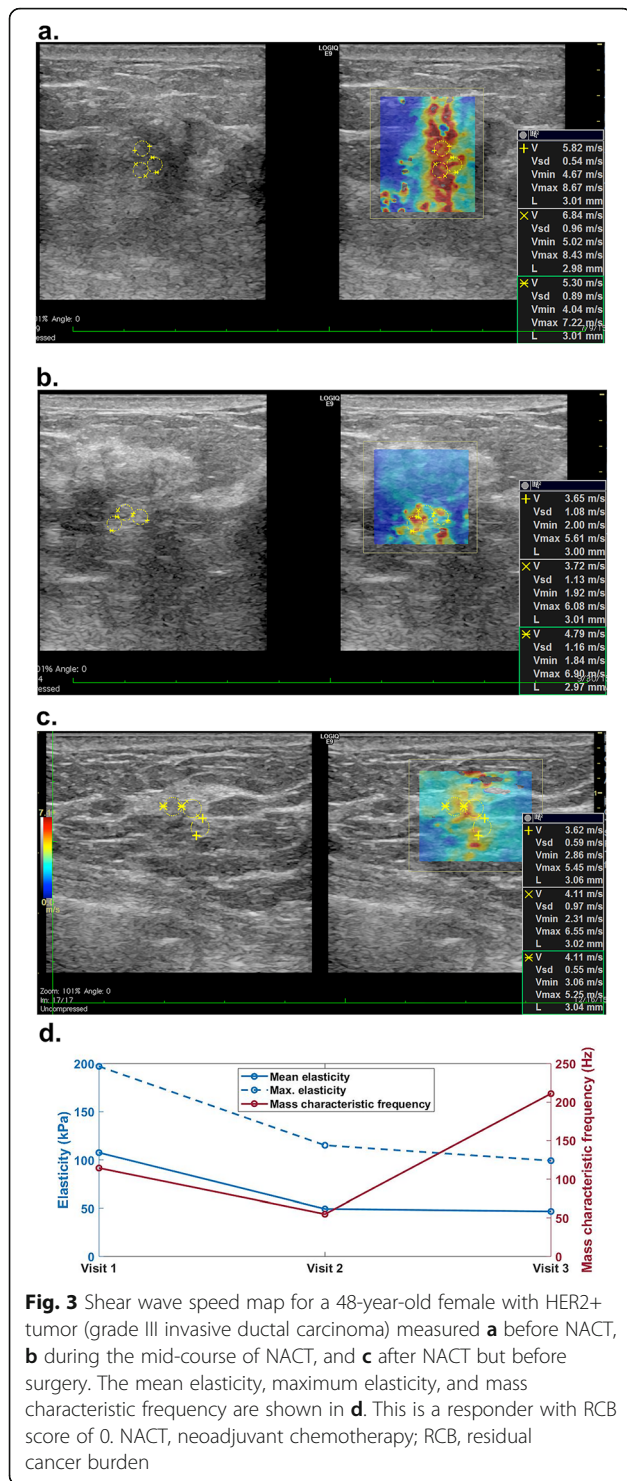 a.
LOGIQ
E9
+ V 5.82 m/s
Vsd 0.54 m/s
Vmin 4.67 m/s
Vmax 8.67 m/s
L 3.01 mm
× V 6.84 m/s
Vsd 0.96 m/s
Vmin 5.02 m/s
Vmax 8.43 m/s
L 2.98 mm
V 5.30 m/s
Vsd 0.89 m/s
Vmin 4.04 m/s
Vmax 7.22 m/s
L 3.01 mm
01% Angle: 0
9
pressed
b.
LOGIQ
E9
+ V 3.65 m/s
Vsd 1.08 m/s
Vmin 2.00 m/s
Vmax 5.61 m/s
L 3.00 mm
× V 3.72 m/s
Vsd 1.13 m/s
Vmin 1.92 m/s
Vmax 6.08 m/s
L 3.01 mm
V 4.79 m/s
Vsd 1.16 m/s
Vmin 1.84 m/s
Vmax 6.90 m/s
L 2.97 mm
01% Angle: 0
4
pressed
c.
LOGIQ
E9
+ V 3.62 m/s
Vsd 0.59 m/s
Vmin 2.86 m/s
Vmax 5.45 m/s
L 3.06 mm
× V 4.11 m/s
Vsd 0.97 m/s
Vmin 2.31 m/s
Vmax 6.55 m/s
L 3.02 mm
V 4.11 m/s
Vsd 0.55 m/s
Vmin 3.06 m/s
Vmax 5.25 m/s
L 3.04 mm
Zoom: 101% Angle: 0
17/17
Uncompressed
d.
Mean elasticity
Max. elasticity
Mass characteristic frequency
Elasticity (kPa)
200
150
100
50
0
Mass characteristic frequency (Hz)
250
200
150
100
50
0
Visit 1 Visit 2 Visit 3
Fig. 3 Shear wave speed map for a 48-year-old female with HER2+
tumor (grade III invasive ductal carcinoma) measured a before NACT,
b during the mid-course of NACT, and c after NACT but before
surgery. The mean elasticity, maximum elasticity, and mass
characteristic frequency are shown in d. This is a responder with RCB
score of 0. NACT, neoadjuvant chemotherapy; RCB, residual
cancer burden